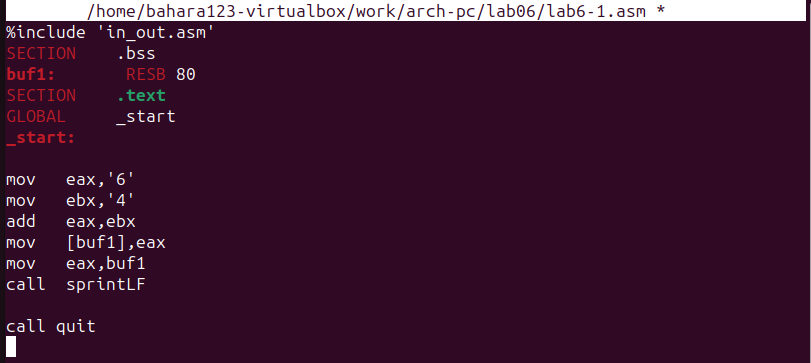 /home/bahara123-virtualbox/work/arch-pc/lab06/lab6-1.asm *
%include 'in_out.asm'
SECTION .bss
buf1: RESB 80
SECTION .text
GLOBAL _start
_start:
mov eax,'6'
mov ebx,'4'
add eax,ebx
mov [buf1],eax
mov eax,buf1
call sprintLF
call quit